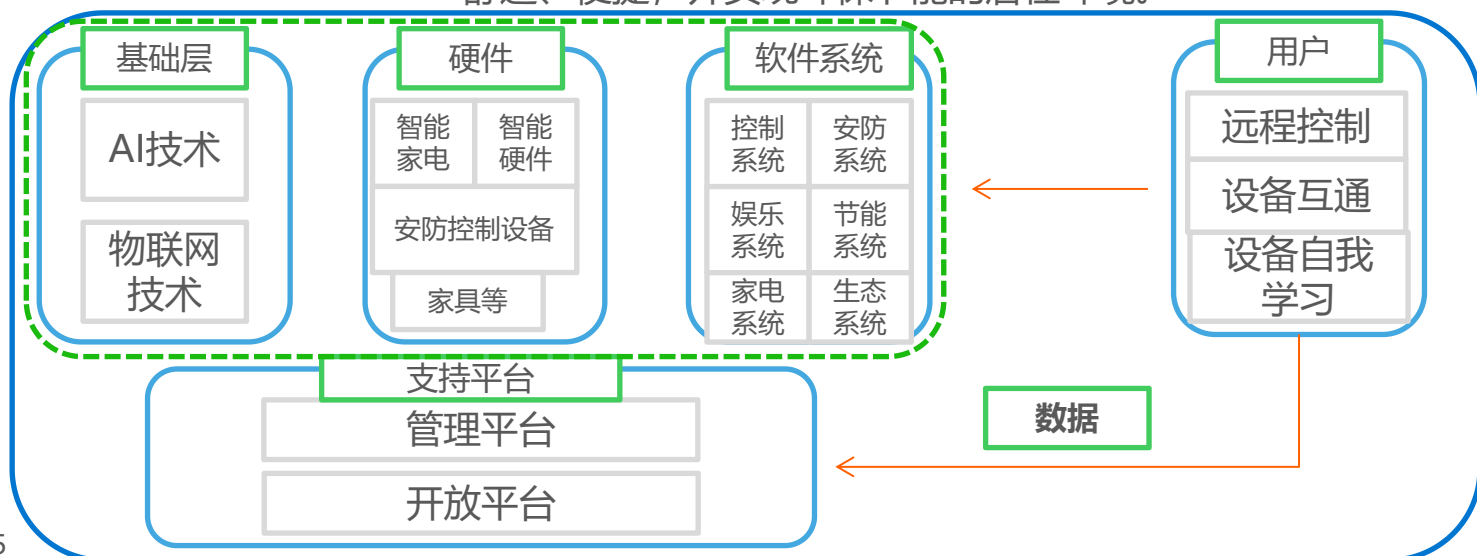 基础层
AI技术
物联网
技术
硬件
智能
家电
智能
硬件
安防控制设备
家具等
软件系统
控制
系统
安防
系统
娱乐
系统
节能
系统
家电
系统
生态
系统
用户
远程控制
设备互通
设备自我
学习
支持平台
管理平台
开放平台
数据